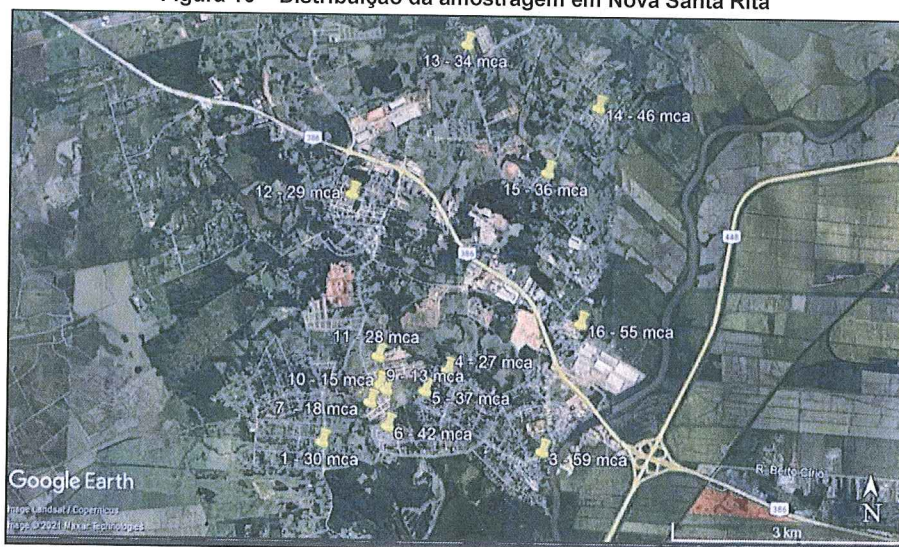 Figura 10 – Distribuição da amostragem em Nova Santa Rita
13 - 34 mca
14 - 46 mca
386
15 - 36 mca
12 - 29 mca
448
386
16 - 55 mca
11 - 28 mca
4 - 27 mca
10 - 15 mca
9 - 13 mca
5 - 37 mca
7 - 18 mca
6 - 42 mca
1 - 30 mca
3 - 59 mca
R. Berto Círio
Google Earth
Image Landsat / Copernicus
Image © 2021 Maxar Technologies
386
N
3 km